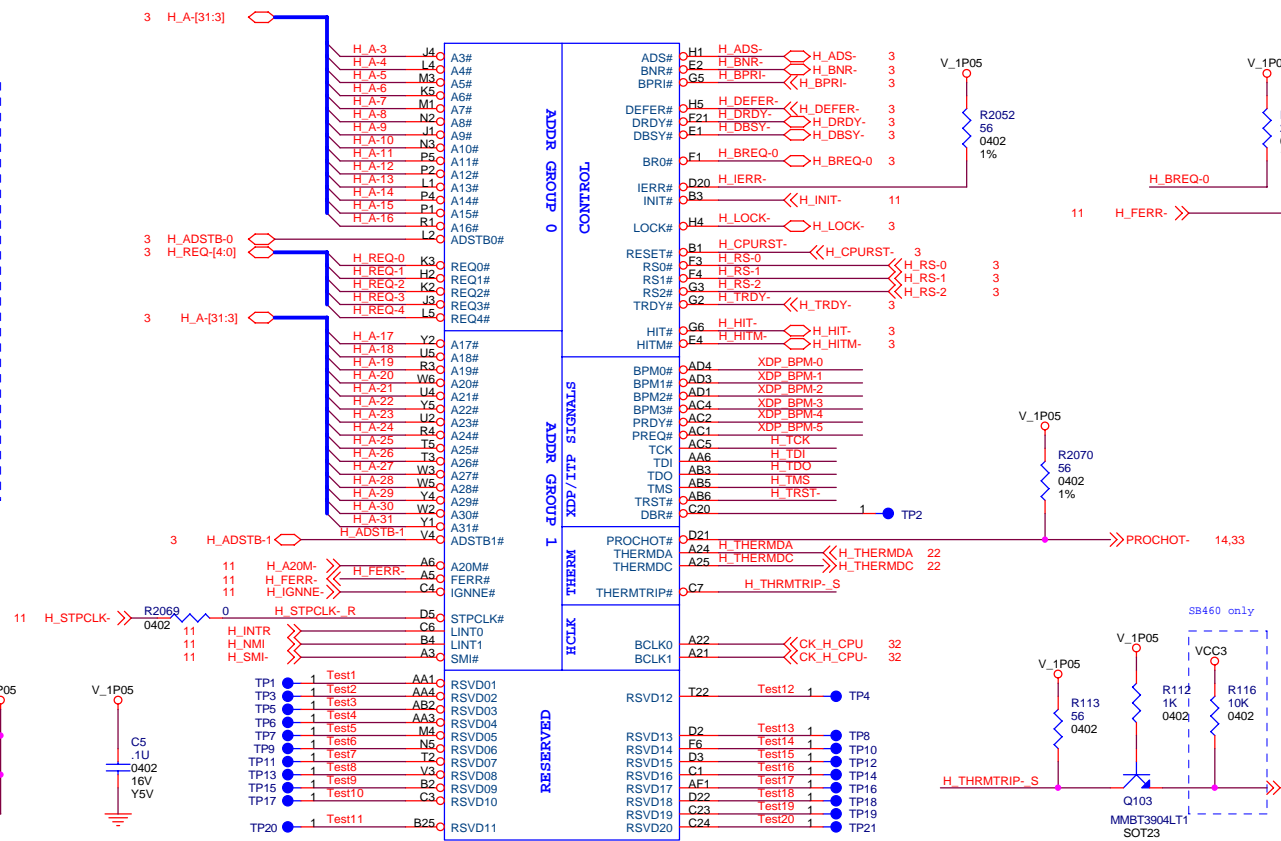 3 H_A-[31:3]
H_A-3 J4 A3#
H_A-4 L4 A4#
H_A-5 M3 A5#
H_A-6 K5 A6#
H_A-7 M1 A7#
H_A-8 N2 A8#
H_A-9 J1 A9#
H_A-10 N3 A10#
H_A-11 P5 A11#
H_A-12 P2 A12#
H_A-13 L1 A13#
H_A-14 P4 A14#
H_A-15 P1 A15#
H_A-16 R1 A16#
3 H_ADSTB-0 L2 ADSTB0#
3 H_REQ-[4:0]
H_REQ-0 K3 REQ0#
H_REQ-1 H2 REQ1#
H_REQ-2 K2 REQ2#
H_REQ-3 J3 REQ3#
H_REQ-4 L5 REQ4#
3 H_A-[31:3]
H_A-17 Y2 A17#
H_A-18 U5 A18#
H_A-19 R3 A19#
H_A-20 W6 A20#
H_A-21 U4 A21#
H_A-22 Y5 A22#
H_A-23 U2 A23#
H_A-24 R4 A24#
H_A-25 T5 A25#
H_A-26 T3 A26#
H_A-27 W3 A27#
H_A-28 W5 A28#
H_A-29 Y4 A29#
H_A-30 W2 A30#
H_A-31 Y1 A31#
3 H_ADSTB-1 H_ADSTB-1 V4 ADSTB1#
11 H_A20M- A6 A20M#
11 H_FERR- H_FERR- A5 FERR#
11 H_IGNNE- C4 IGNNE#
11 H_STPCLK- R2069 0 0402 H_STPCLK-_R D5 STPCLK#
11 H_INTR C6 LINT0
11 H_NMI B4 LINT1
11 H_SMI- A3 SMI#
TP1 1 Test1 AA1 RSVD01
TP3 1 Test2 AA4 RSVD02
TP5 1 Test3 AB2 RSVD03
TP6 1 Test4 AA3 RSVD04
TP7 1 Test5 M4 RSVD05
TP9 1 Test6 N5 RSVD06
TP11 1 Test7 T2 RSVD07
TP13 1 Test8 V3 RSVD08
TP15 1 Test9 B2 RSVD09
TP17 1 Test10 C3 RSVD10
TP20 1 Test11 B25 RSVD11
ADDR GROUP 0
CONTROL
ADDR GROUP 1
XDP/ITP SIGNALS
THERM
HCLK
RESERVED
ADS# H1 H_ADS- H_ADS- 3
BNR# E2 H_BNR- H_BNR- 3
BPRI# G5 H_BPRI- H_BPRI- 3
DEFER# H5 H_DEFER- H_DEFER- 3
DRDY# F21 H_DRDY- H_DRDY- 3
DBSY# E1 H_DBSY- H_DBSY- 3
BR0# F1 H_BREQ-0 H_BREQ-0 3
IERR# D20 H_IERR-
INIT# B3 H_INIT- 11
LOCK# H4 H_LOCK- H_LOCK- 3
RESET# B1 H_CPURST- H_CPURST- 3
RS0# F3 H_RS-0 H_RS-0 3
RS1# F4 H_RS-1 H_RS-1 3
RS2# G3 H_RS-2 H_RS-2 3
TRDY# G2 H_TRDY- H_TRDY- 3
HIT# G6 H_HIT- H_HIT- 3
HITM# E4 H_HITM- H_HITM- 3
BPM0# AD4 XDP_BPM-0
BPM1# AD3 XDP_BPM-1
BPM2# AD1 XDP_BPM-2
BPM3# AC4 XDP_BPM-3
PRDY# AC2 XDP_BPM-4
PREQ# AC1 XDP_BPM-5
TCK AC5 H_TCK
TDI AA6 H_TDI
TDO AB3 H_TDO
TMS AB5 H_TMS
TRST# AB6 H_TRST-
DBR# C20 1 TP2
PROCHOT# D21 PROCHOT- 14,33
THERMDA A24 H_THERMDA H_THERMDA 22
THERMDC A25 H_THERMDC H_THERMDC 22
THERMTRIP# C7 H_THRMTRIP-_S
BCLK0 A22 CK_H_CPU 32
BCLK1 A21 CK_H_CPU- 32
RSVD12 T22 Test12 1 TP4
RSVD13 D2 Test13 1 TP8
RSVD14 F6 Test14 1 TP10
RSVD15 D3 Test15 1 TP12
RSVD16 C1 Test16 1 TP14
RSVD17 AF1 Test17 1 TP16
RSVD18 D22 Test18 1 TP18
RSVD19 C23 Test19 1 TP19
RSVD20 C24 Test20 1 TP21
V_1P05
R2052
56
0402
1%
V_1P0
H_BREQ-0
11 H_FERR-
V_1P05
R2070
56
0402
1%
SB460 only
V_1P05
VCC3
V_1P05
R113
56
0402
R112
1K
0402
R116
10K
0402
H_THRMTRIP-_S
Q103
MMBT3904LT1
SOT23
P05
V_1P05
C5
.1U
0402
16V
Y5V